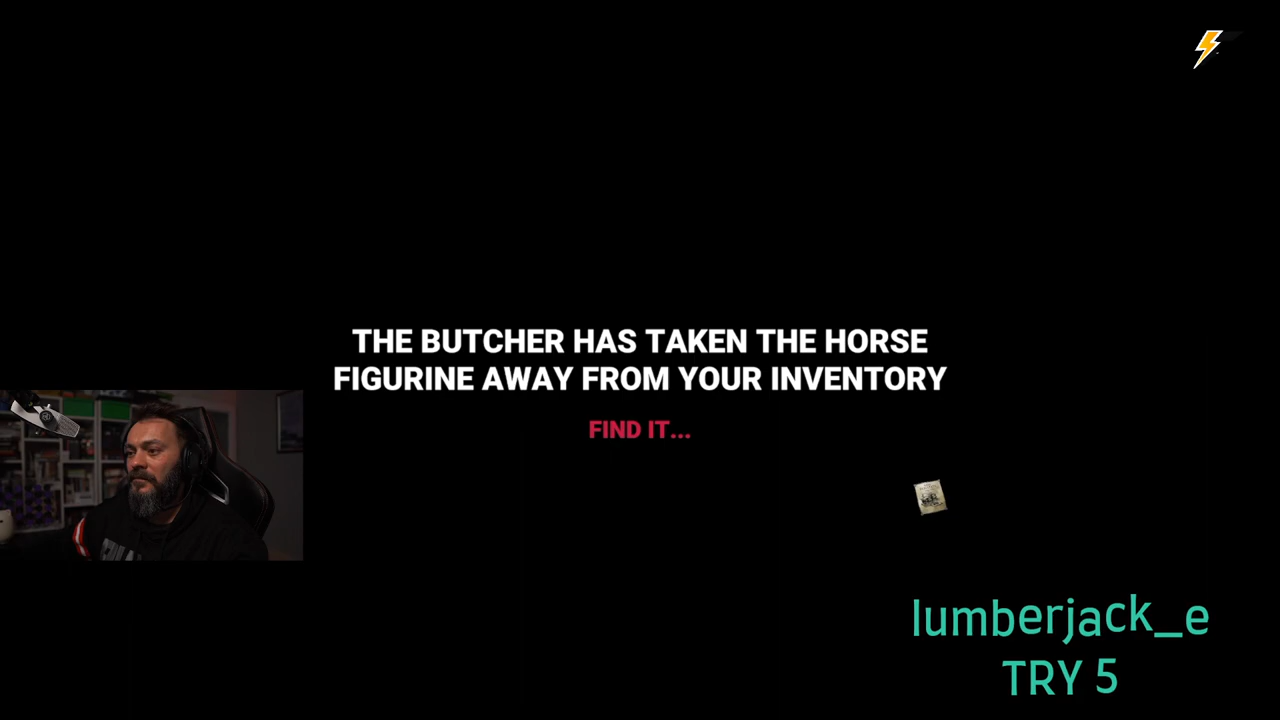 THE BUTCHER HAS TAKEN THE HORSE
FIGURINE AWAY FROM YOUR INVENTORY
FIND IT...
lumberjack_e
TRY 5